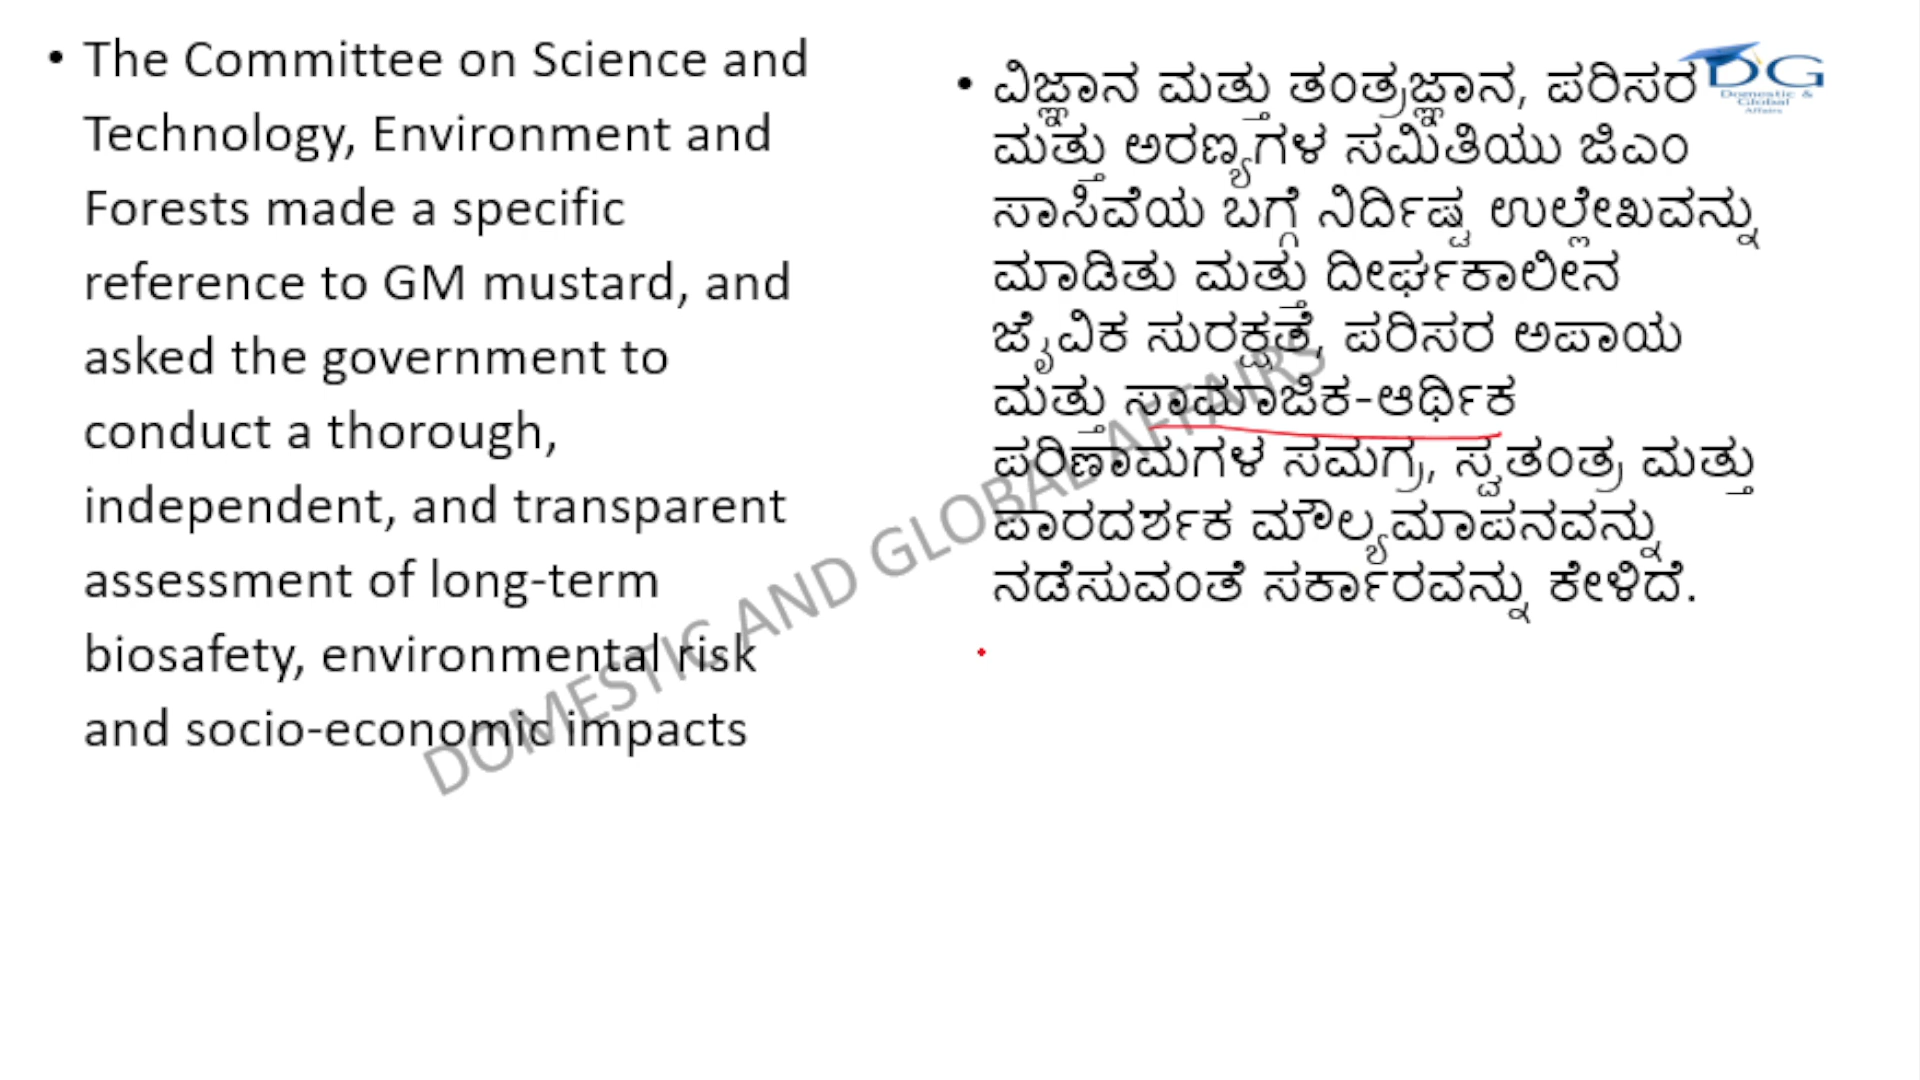 • The Committee on Science and
Technology, Environment and
Forests made a specific
reference to GM mustard, and
asked the government to
conduct a thorough,
independent, and transparent
assessment of long-term
biosafety, environmental risk
and socio-economic impacts
• ವಿಜ್ಞಾನ ಮತ್ತು ತಂತ್ರಜ್ಞಾನ, ಪರಿಸರ
ಮತ್ತು ಅರಣ್ಯಗಳ ಸಮಿತಿಯು ಜಿಎಂ
ಸಾಸಿವೆಯ ಬಗ್ಗೆ ನಿರ್ದಿಷ್ಟ ಉಲ್ಲೇಖವನ್ನು
ಮಾಡಿತು ಮತ್ತು ದೀರ್ಘಕಾಲೀನ
ಜೈವಿಕ ಸುರಕ್ಷತೆ, ಪರಿಸರ ಅಪಾಯ
ಮತ್ತು ಸಾಮಾಜಿಕ-ಆರ್ಥಿಕ
ಪರಿಣಾಮಗಳ ಸಮಗ್ರ, ಸ್ವತಂತ್ರ ಮತ್ತು
ಪಾರದರ್ಶಕ ಮೌಲ್ಯಮಾಪನವನ್ನು
ನಡೆಸುವಂತೆ ಸರ್ಕಾರವನ್ನು ಕೇಳಿದೆ.
DG
Domestic &
Global
Affairs
DOMESTIC AND GLOBAL AFFAIRS